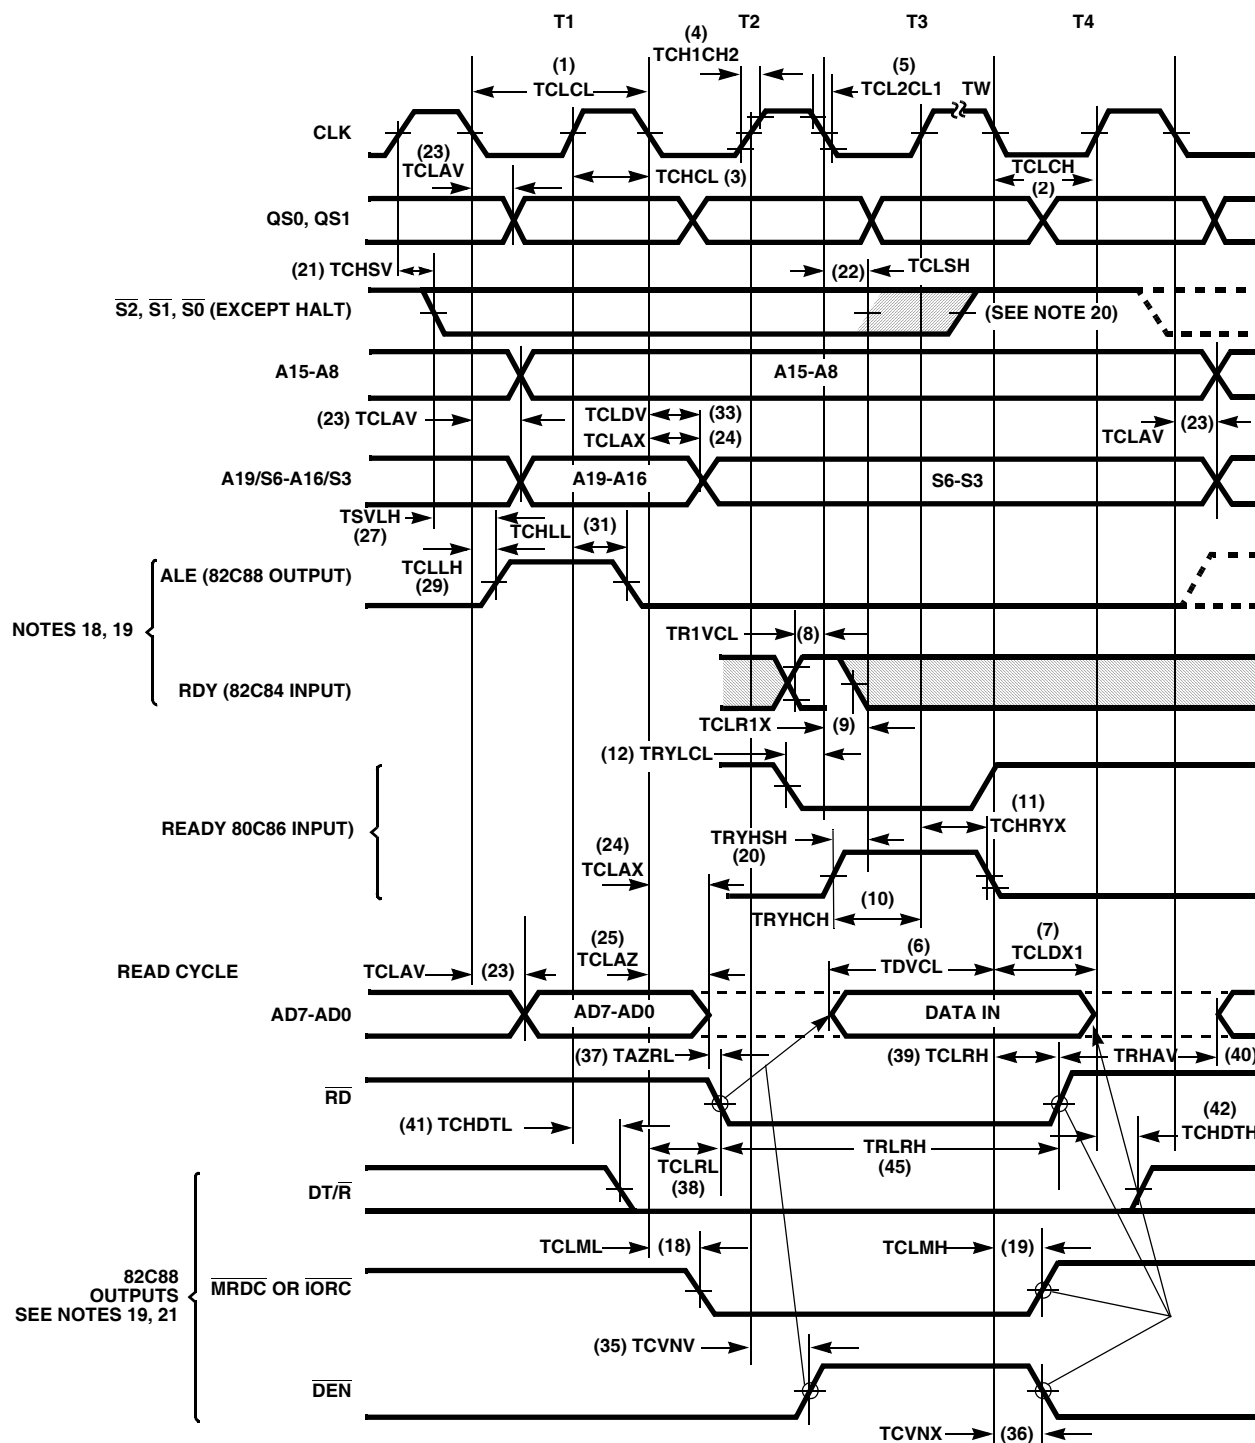 T1 T2 T3 T4
(4)
TCH1CH2
(1)
TCLCL
(5)
TCL2CL1 TW
CLK
(23)
TCLAV
TCHCL (3)
TCLCH
(2)
QS0, QS1
(21) TCHSV
(22) TCLSH
S2, S1, S0 (EXCEPT HALT)
(SEE NOTE 20)
A15-A8 A15-A8
(23) TCLAV
TCLDV (33)
TCLAX (24)
TCLAV (23)
A19/S6-A16/S3 A19-A16 S6-S3
TSVLH
(27)
TCHLL (31)
TCLLH
(29)
ALE (82C88 OUTPUT)
NOTES 18, 19
TR1VCL (8)
RDY (82C84 INPUT)
TCLR1X (9)
(12) TRYLCL
READY 80C86 INPUT)
(11)
TCHRYX
TRYHSH
(20)
(24)
TCLAX
(10)
TRYHCH
READ CYCLE
TCLAV (23)
(25)
TCLAZ
(6)
TDVCL
(7)
TCLDX1
AD7-AD0 AD7-AD0 DATA IN
(37) TAZRL
(39) TCLRH TRHAV (40)
RD
(41) TCHDTL
(42)
TCHDTH
TCLRL
(38)
TRLRH
(45)
DT/R
TCLML (18)
TCLMH (19)
82C88
OUTPUTS
SEE NOTES 19, 21
MRDC OR IORC
(35) TCVNV
DEN
TCVNX (36)